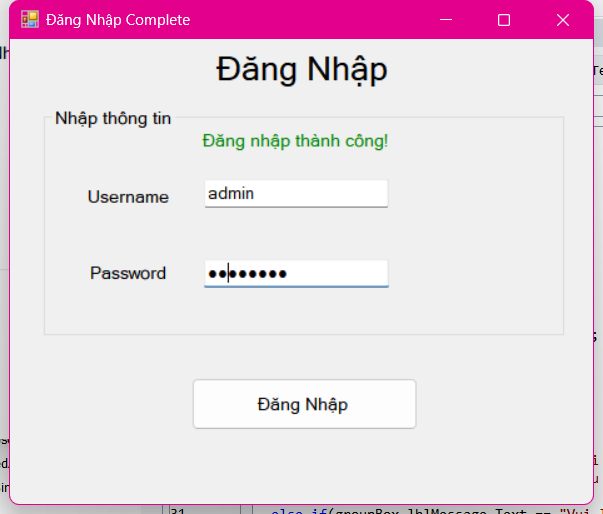 Đăng Nhập Complete
Đăng Nhập
Nhập thông tin
Đăng nhập thành công!
Username
admin
Password
Đăng Nhập
31
else if(groupBox.lblMessage.Text == "Vui